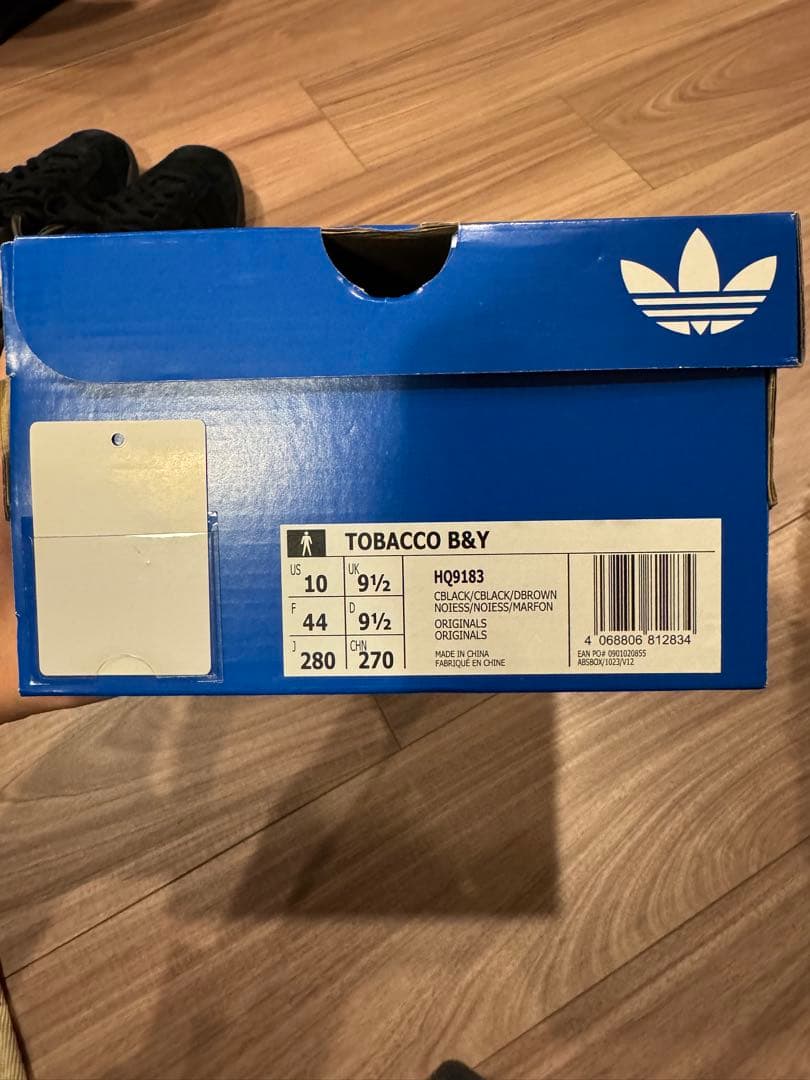 TOBACCO B&Y
US 10 UK 9½
F 44 D 9½
J 280 CHN 270
HQ9183
CBLACK/CBLACK/DBROWN
NOIESS/NOIESS/MARFON
ORIGINALS
ORIGINALS
MADE IN CHINA
FABRIQUÉ EN CHINE
4 068806 812834
EAN PO# 0901020855
ABSBOX/1023/V12